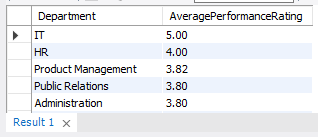 Department AveragePerformanceRating
IT 5.00
HR 4.00
Product Management 3.82
Public Relations 3.80
Administration 3.80
Result 1 ×